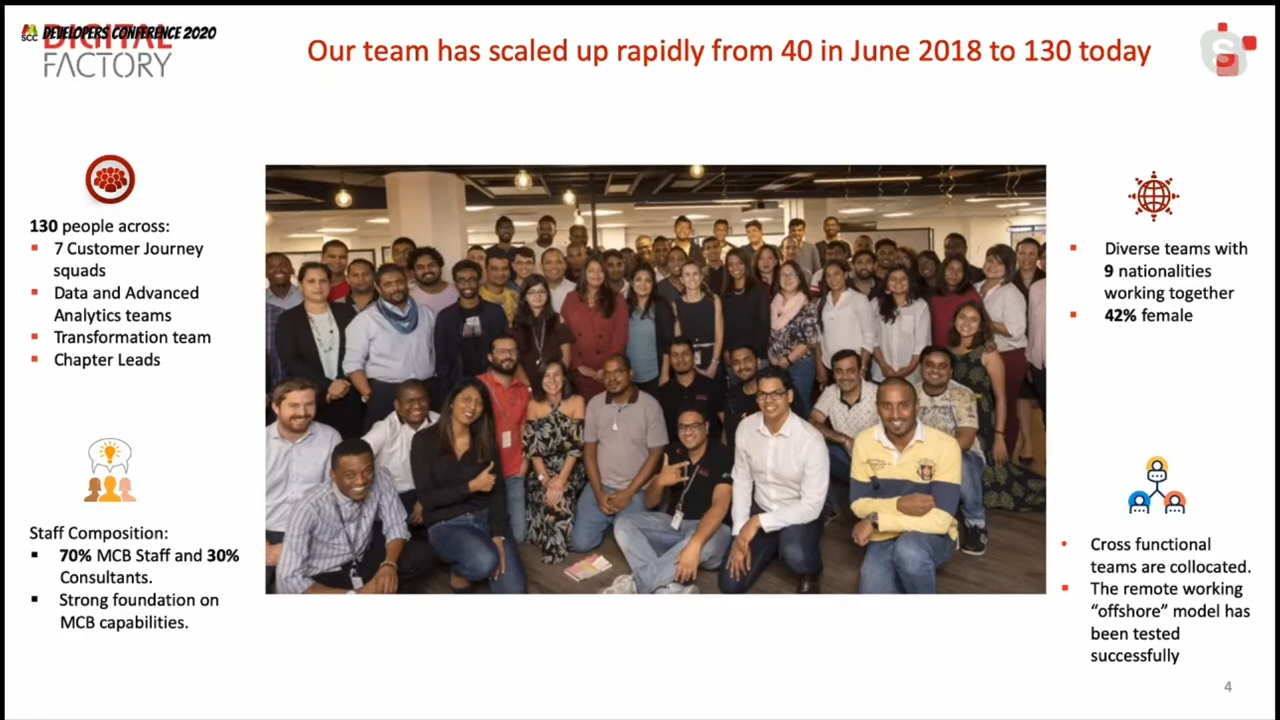 SCC DEVELOPERS CONFERENCE 2020
DIGITAL
FACTORY
Our team has scaled up rapidly from 40 in June 2018 to 130 today
S
130 people across:
7 Customer Journey
squads
Data and Advanced
Analytics teams
Transformation team
Chapter Leads
Staff Composition:
70% MCB Staff and 30%
Consultants.
Strong foundation on
MCB capabilities.
Diverse teams with
9 nationalities
working together
42% female
Cross functional
teams are collocated.
The remote working
“offshore” model has
been tested
successfully
4